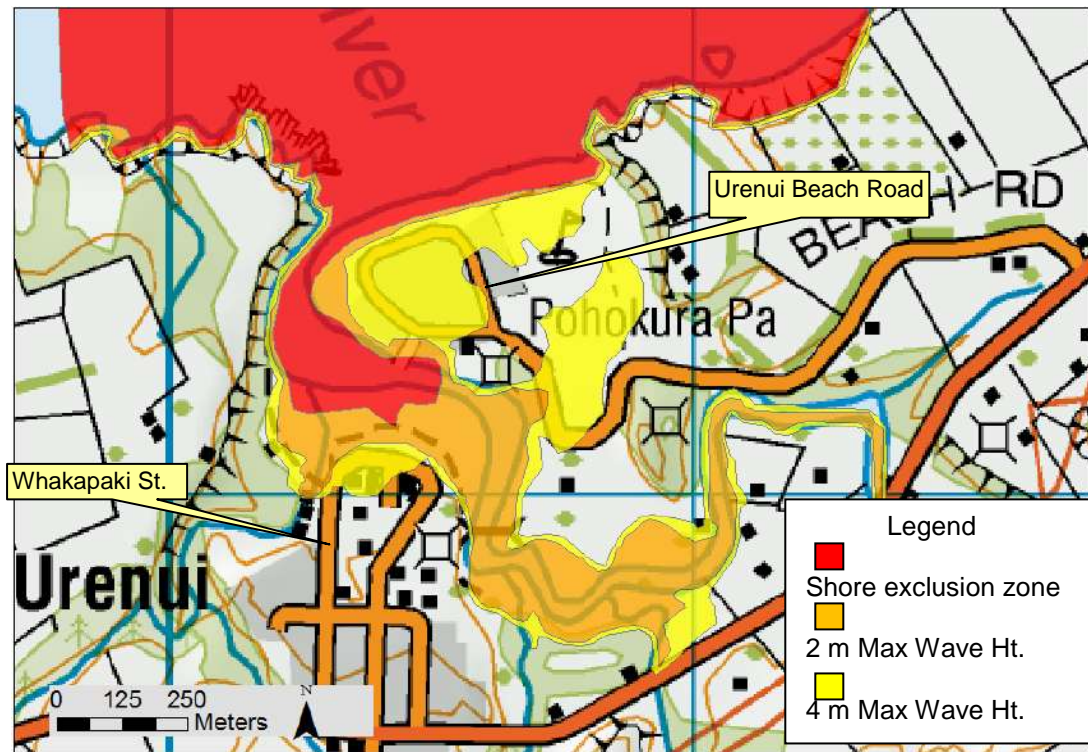 River
Urenui Beach Road
BEACH RD
Pohokura Pa
Whakapaki St.
Urenui
Legend
Shore exclusion zone
2 m Max Wave Ht.
4 m Max Wave Ht.
0 125 250
Meters
N